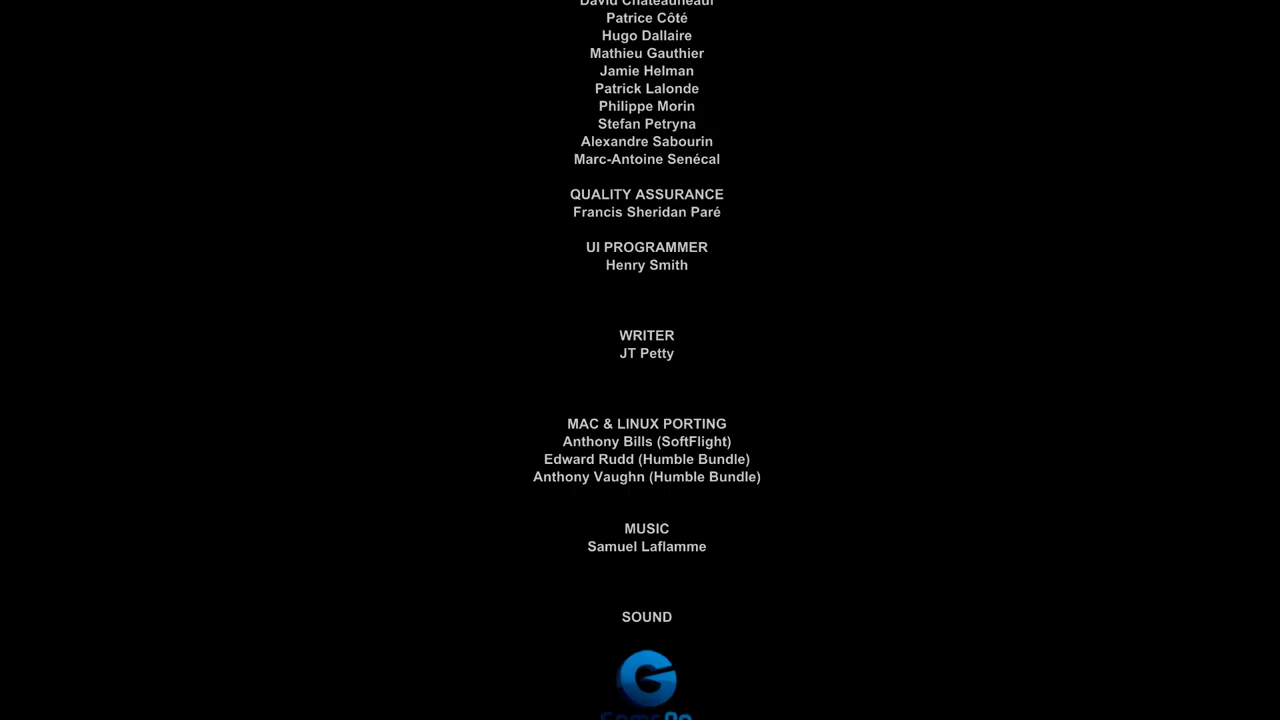 David Chateauneuf
Patrice Côté
Hugo Dallaire
Mathieu Gauthier
Jamie Helman
Patrick Lalonde
Philippe Morin
Stefan Petryna
Alexandre Sabourin
Marc-Antoine Senécal
QUALITY ASSURANCE
Francis Sheridan Paré
UI PROGRAMMER
Henry Smith
WRITER
JT Petty
MAC & LINUX PORTING
Anthony Bills (SoftFlight)
Edward Rudd (Humble Bundle)
Anthony Vaughn (Humble Bundle)
MUSIC
Samuel Laflamme
SOUND